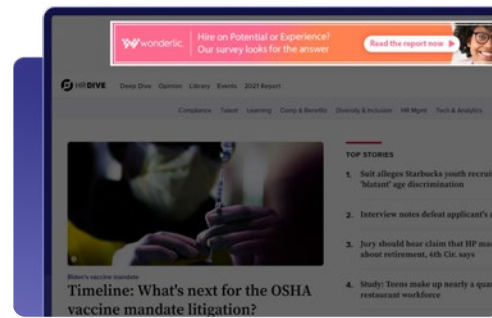 wonderlic.
Hire on Potential or Experience?
Our survey looks for the answer
Read the report now
HR DIVE
Deep Dive Opinion Library Events 2021 Report
Compliance Talent Learning Comp & Benefits Diversity & Inclusion HR Mgmt Tech & Analytics
Biden's vaccine mandate
Timeline: What's next for the OSHA
vaccine mandate litigation?
TOP STORIES
1. Suit alleges Starbucks youth recrui
'blatant' age discrimination
2. Interview notes defeat applicant's a
3. Jury should hear claim that HP ma
about retirement, 6th Cir. says
4. Study: Teens make up nearly a qua
restaurant workforce